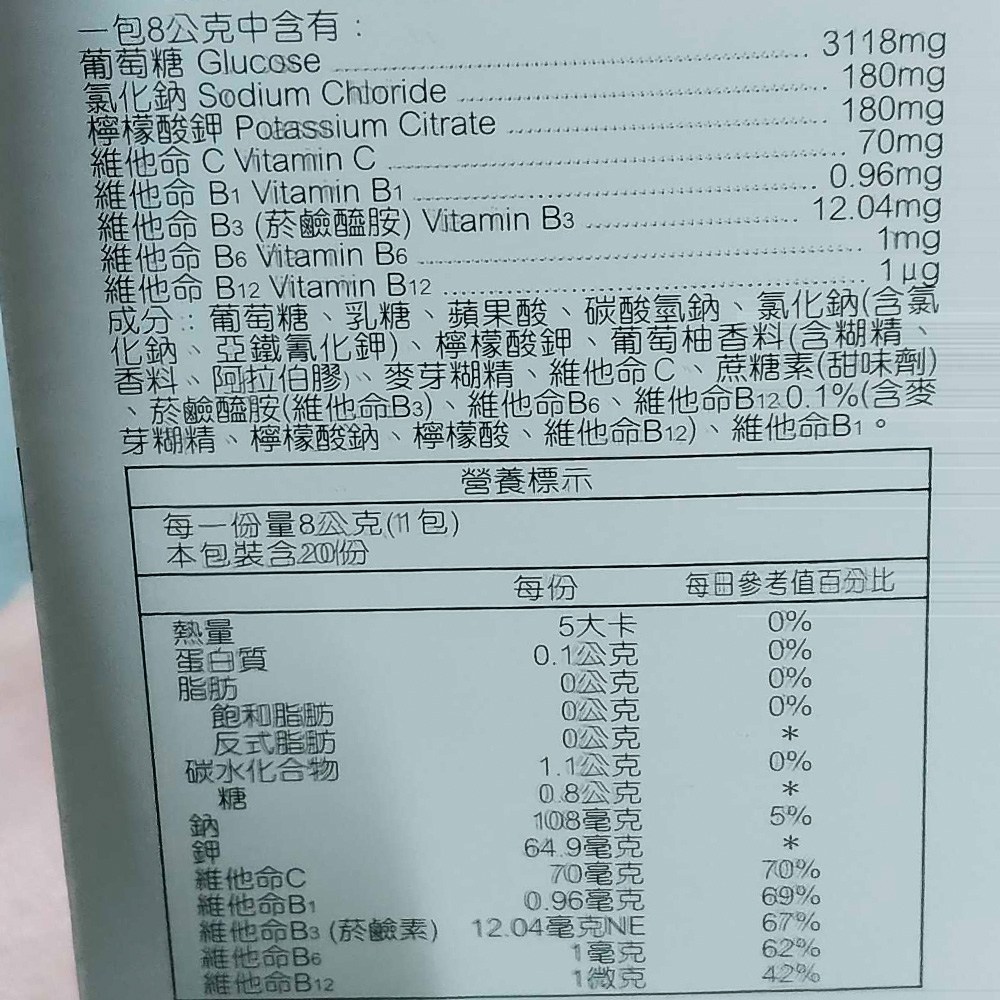 一包8公克中含有:
葡萄糖 Glucose 3118mg
氯化鈉 Sodium Chloride 180mg
檸檬酸鉀 Potassium Citrate 180mg
維他命 C Vitamin C 70mg
維他命 B1 Vitamin B1 0.96mg
維他命 B3 (菸鹼醯胺) Vitamin B3 12.04mg
維他命 B6 Vitamin B6 1mg
維他命 B12 Vitamin B12 1μg
成分:葡萄糖、乳糖、蘋果酸、碳酸氫鈉、氯化鈉(含氯
化鈉、亞鐵氰化鉀)、檸檬酸鉀、葡萄柚香料(含糊精、
香料、阿拉伯膠)、麥芽糊精、維他命C、蔗糖素(甜味劑)
、菸鹼醯胺(維他命B3)、維他命B6、維他命B12 0.1%(含麥
芽糊精、檸檬酸鈉、檸檬酸、維他命B12)、維他命B1。
營養標示
每一份量8公克(1包)
本包裝含20份
每份 每日參考值百分比
熱量 5大卡 0%
蛋白質 0.1公克 0%
脂肪 0公克 0%
飽和脂肪 0公克 0%
反式脂肪 0公克 *
碳水化合物 1.1公克 0%
糖 0.8公克 *
鈉 108毫克 5%
鉀 64.9毫克 *
維他命C 70毫克 70%
維他命B1 0.96毫克 69%
維他命B3 (菸鹼素) 12.04毫克NE 67%
維他命B6 1毫克 62%
維他命B12 1微克 42%